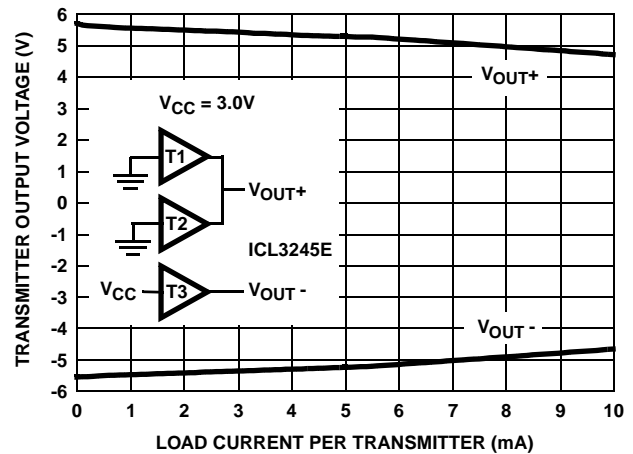 TRANSMITTER OUTPUT VOLTAGE (V)
6
5
4
3
2
1
0
-1
-2
-3
-4
-5
-6
VOUT+
VCC = 3.0V
T1
VOUT+
T2
ICL3245E
VCC
T3
VOUT -
VOUT -
0 1 2 3 4 5 6 7 8 9 10
LOAD CURRENT PER TRANSMITTER (mA)